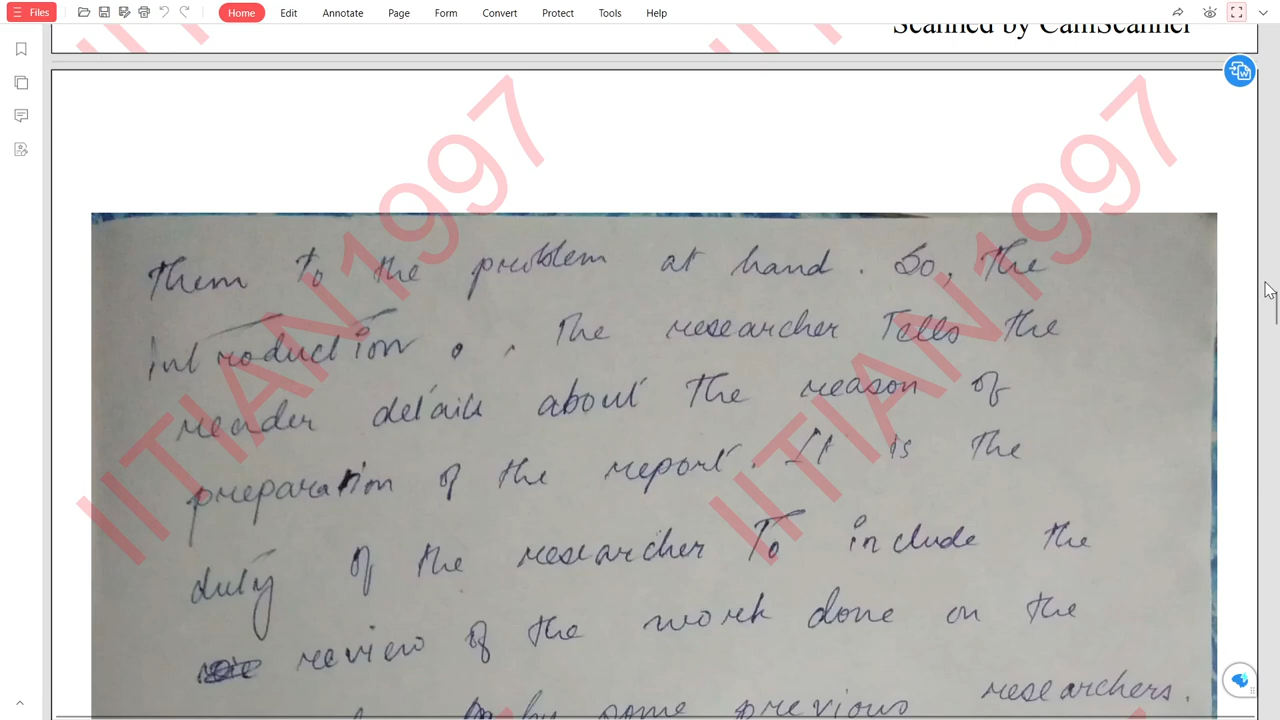 Files
Home Edit Annotate Page Form Convert Protect Tools Help
Scanned by CamScanner
IITIAN1997 IITIAN1997
them to the problem at hand. So, the
introduction . , the researcher tells the
reader details about the reason of
preparation of the report. It is the
duty of the researcher to include the
review of the work done on the
by some previous researchers.